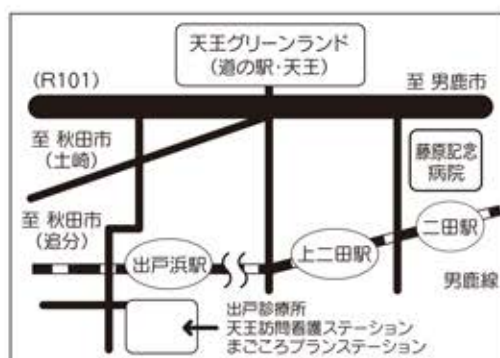 天王グリーンランド
(道の駅・天王)
(R101)
至 男鹿市
至 秋田市
(土崎)
藤原記念
病院
至 秋田市
(追分)
出戸浜駅
上二田駅
二田駅
男鹿線
出戸診療所
天王訪問看護ステーション
まごころプランステーション